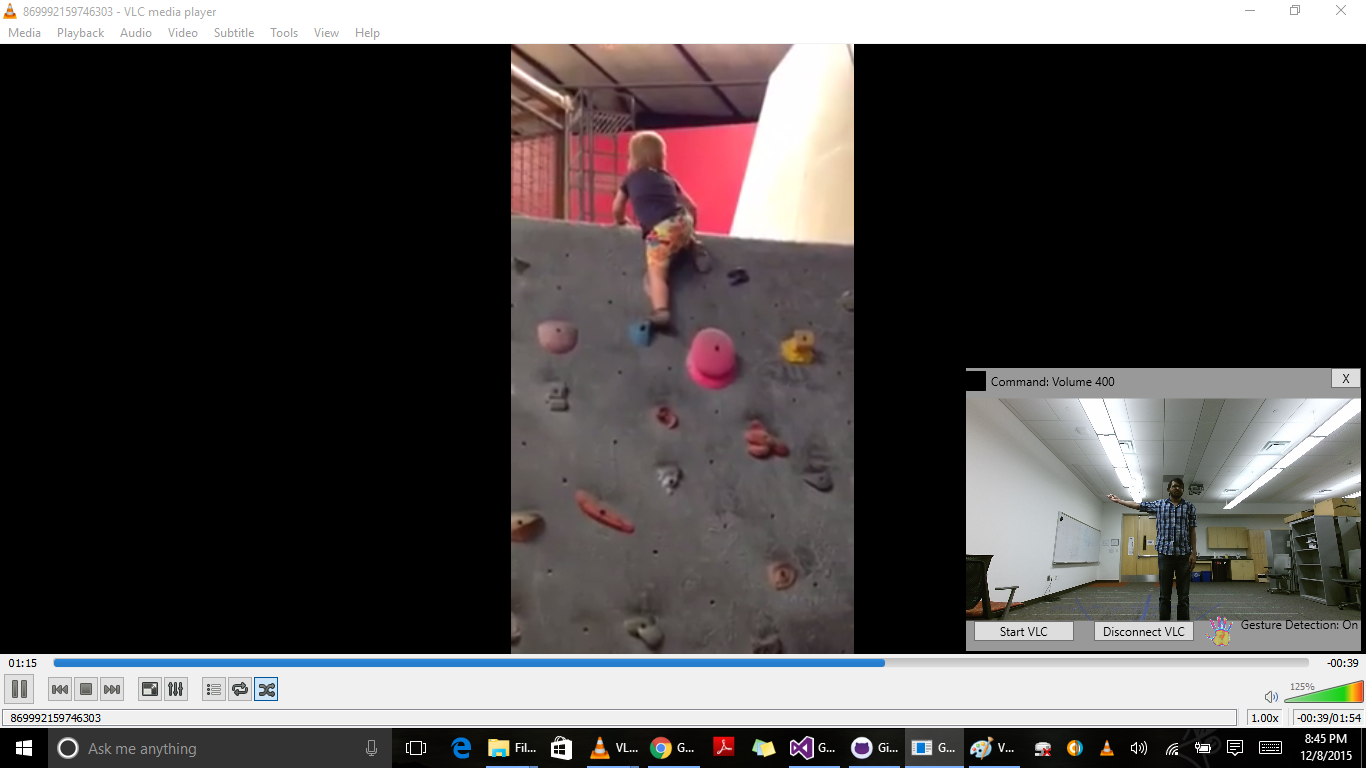 869992159746303 - VLC media player
Media Playback Audio Video Subtitle Tools View Help
Command: Volume 400
X
Start VLC
Disconnect VLC
Gesture Detection: On
01:15
-00:39
125%
869992159746303
1.00x
-00:39/01:54
Ask me anything
Fil...
VL...
G...
G...
Gi...
G...
V...
8:45 PM
12/8/2015